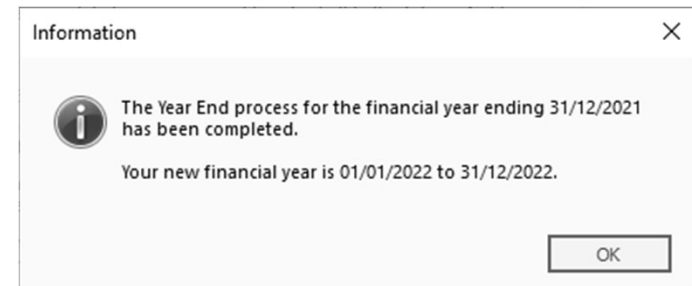 Information
The Year End process for the financial year ending 31/12/2021
has been completed.
Your new financial year is 01/01/2022 to 31/12/2022.
OK